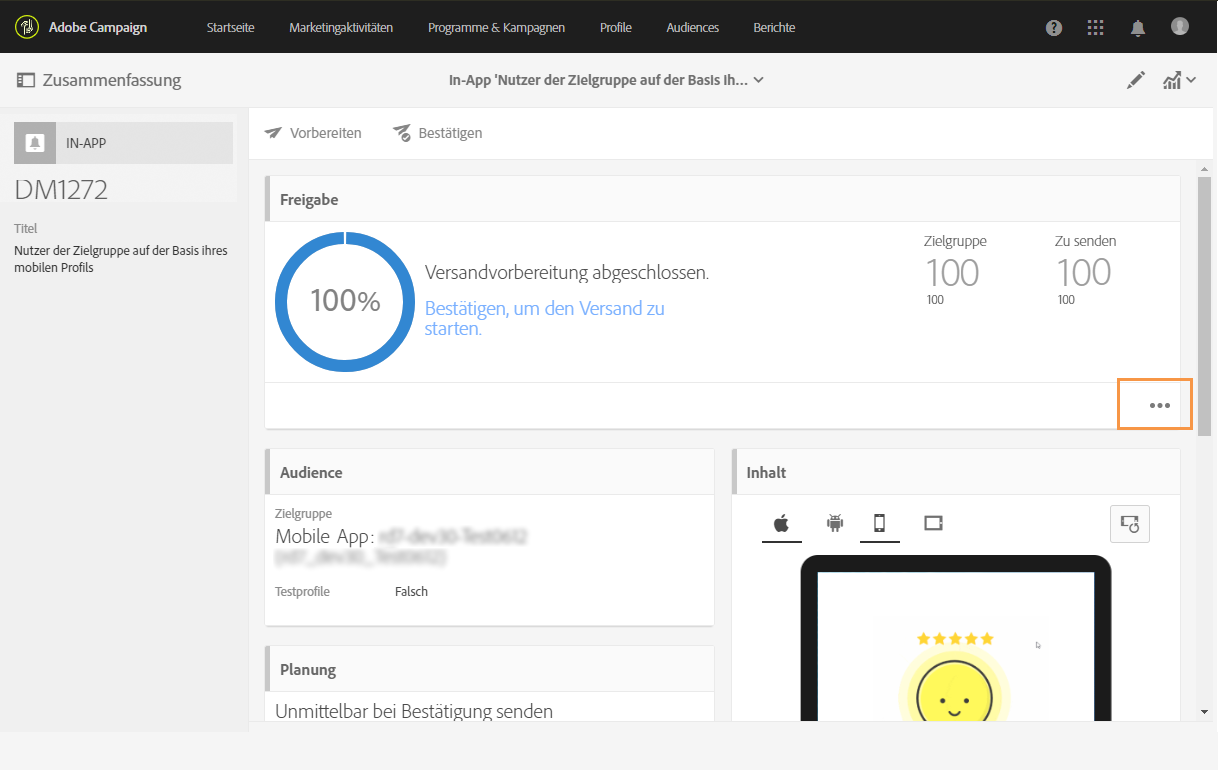 Adobe Campaign
Startseite
Marketingaktivitäten
Programme & Kampagnen
Profile
Audiences
Berichte
Zusammenfassung
In-App 'Nutzer der Zielgruppe auf der Basis ih...
IN-APP
DM1272
Titel
Nutzer der Zielgruppe auf der Basis ihres
mobilen Profils
Vorbereiten
Bestätigen
Freigabe
100%
Versandvorbereitung abgeschlossen.
Bestätigen, um den Versand zu
starten.
Zielgruppe
100
100
Zu senden
100
100
Audience
Zielgruppe
Mobile App:
Testprofile
Falsch
Planung
Unmittelbar bei Bestätigung senden
Inhalt